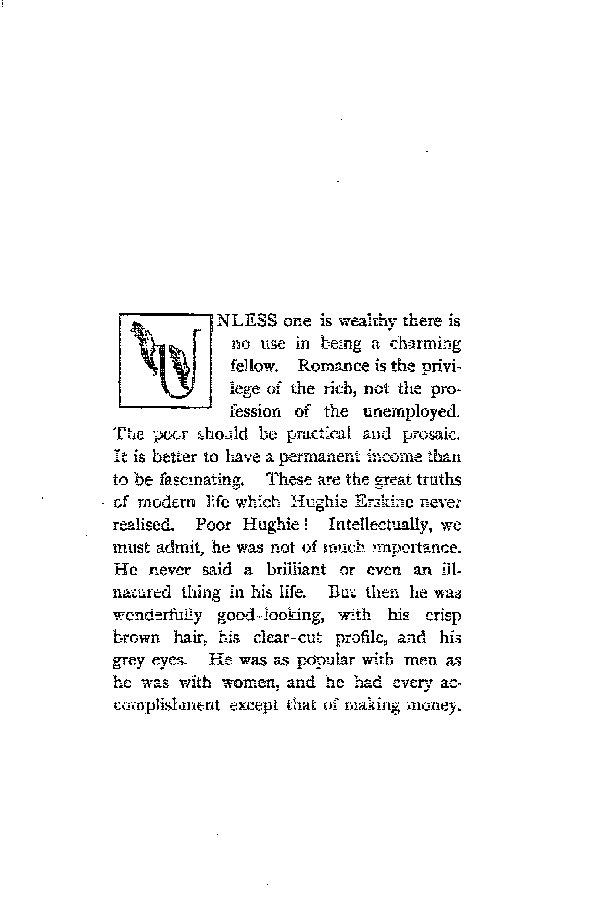 UNLESS one is wealthy there is
no use in being a charming
fellow. Romance is the privi-
lege of the rich, not the pro-
fession of the unemployed.
The poor should be practical and prosaic.
It is better to have a permanent income than
to be fascinating. These are the great truths
of modern life which Hughie Erskine never
realised. Poor Hughie! Intellectually, we
must admit, he was not of much importance.
He never said a brilliant or even an ill-
natured thing in his life. But then he was
wonderfully good-looking, with his crisp
brown hair, his clear-cut profile, and his
grey eyes. He was as popular with men as
he was with women, and he had every ac-
complishment except that of making money.